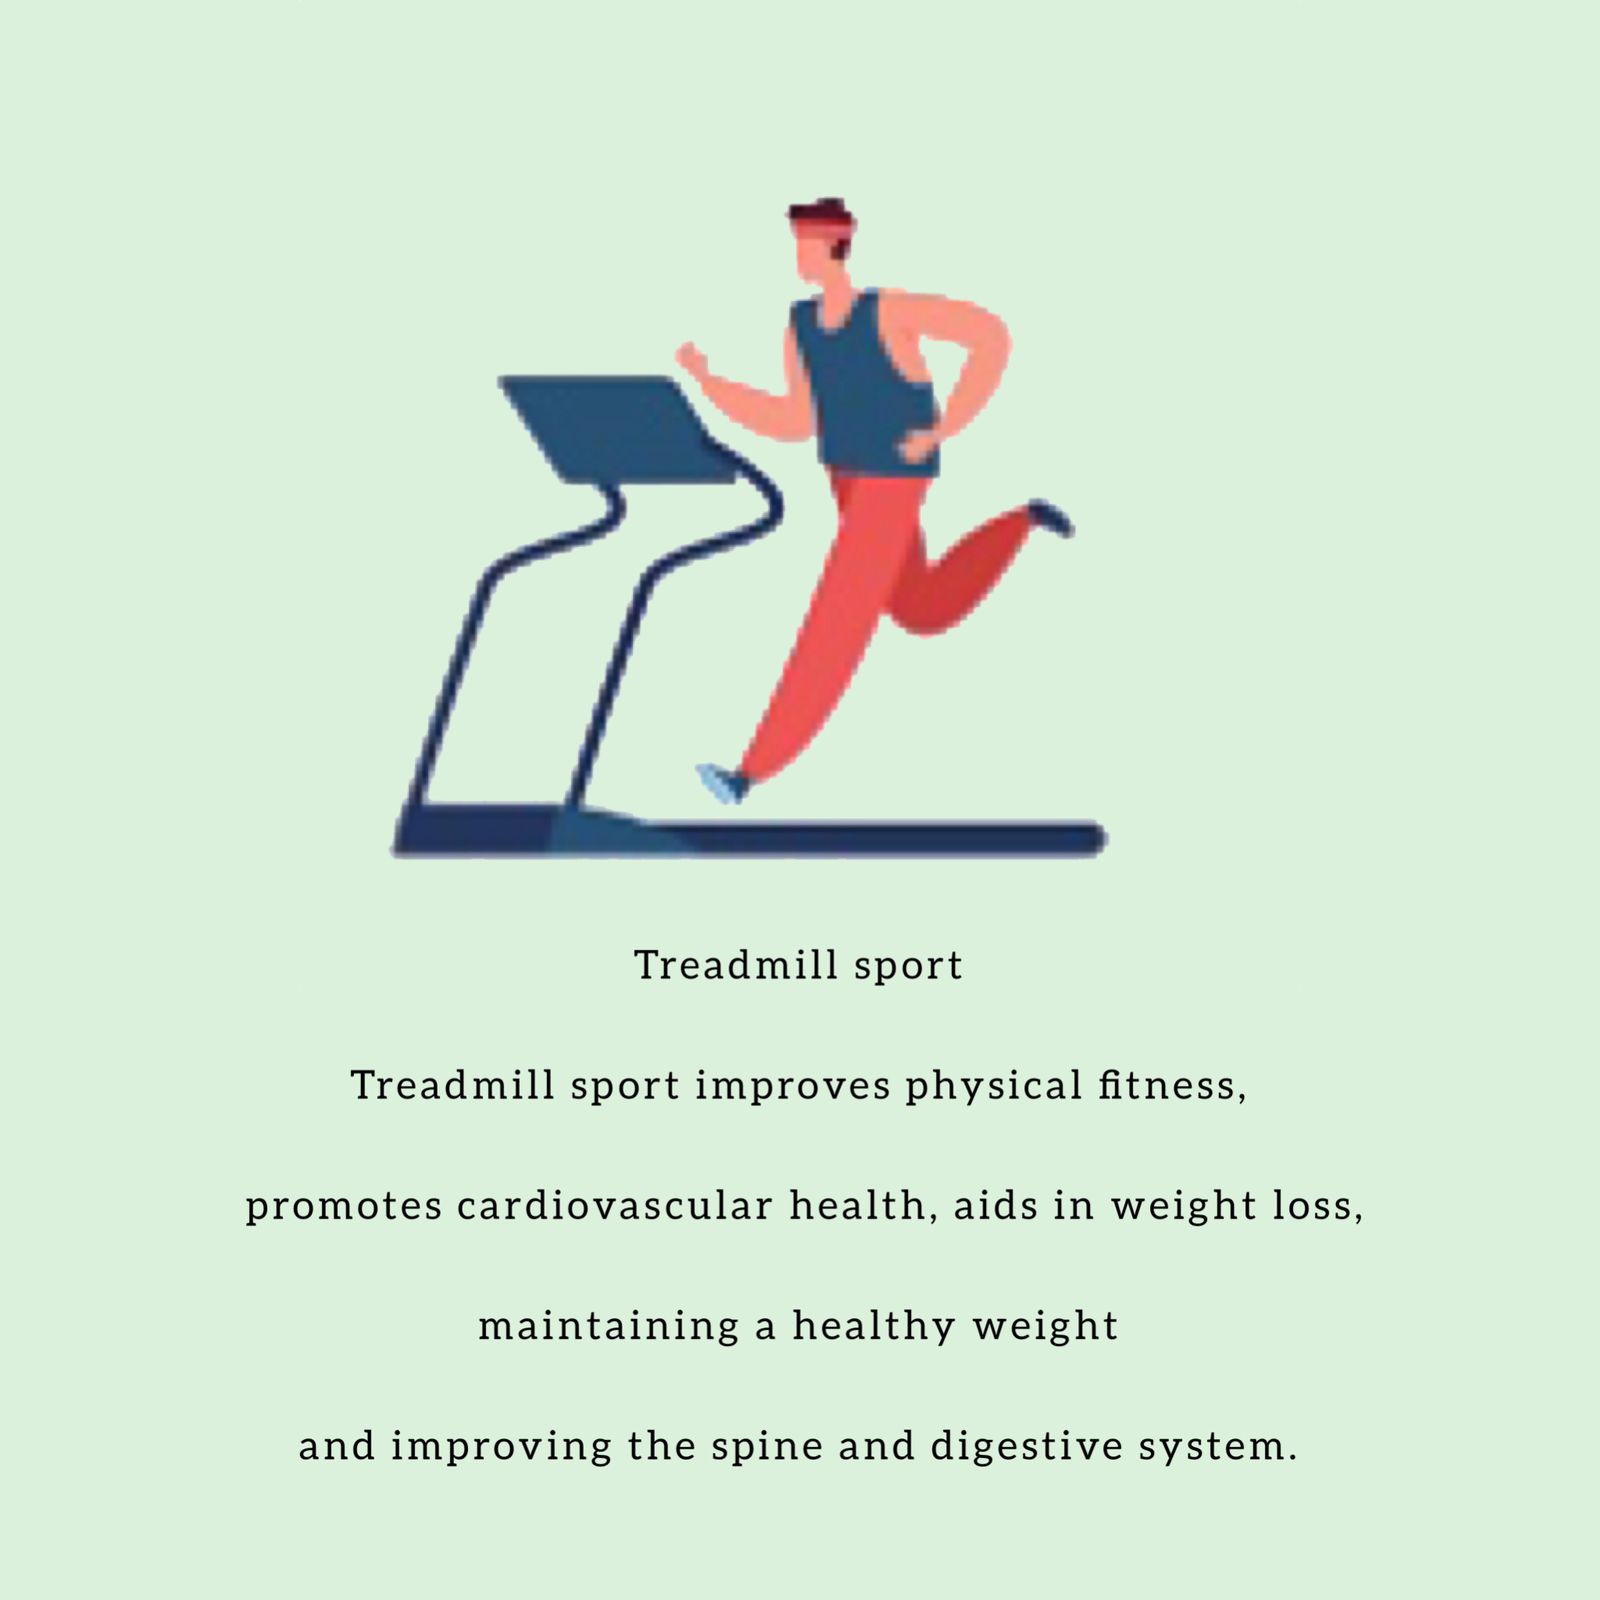 Treadmill sport
Treadmill sport improves physical fitness,
promotes cardiovascular health, aids in weight loss,
maintaining a healthy weight
and improving the spine and digestive system.